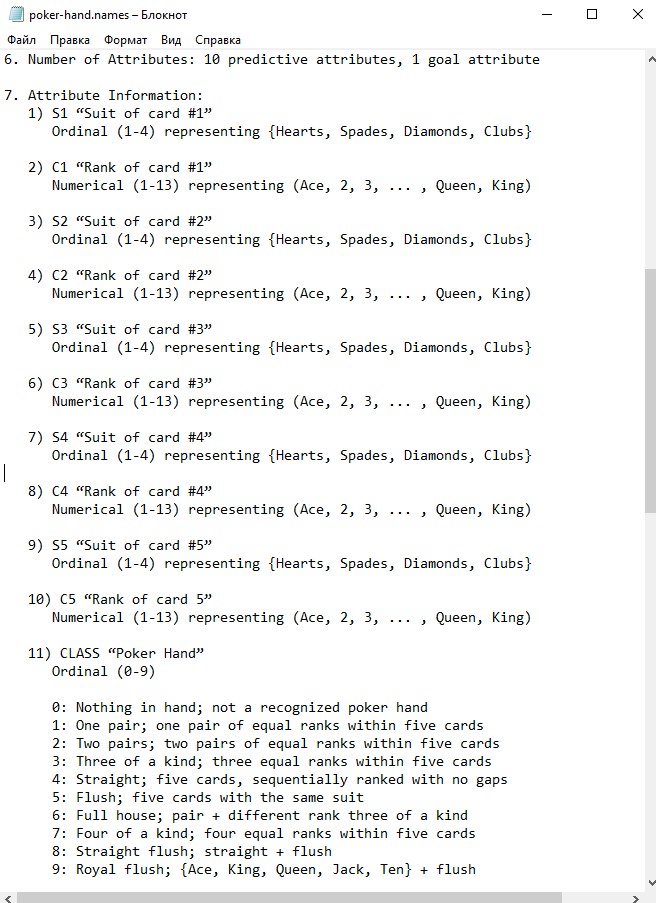 poker-hand.names – Блокнот
Файл Правка Формат Вид Справка
6. Number of Attributes: 10 predictive attributes, 1 goal attribute
7. Attribute Information:
1) S1 “Suit of card #1”
Ordinal (1-4) representing {Hearts, Spades, Diamonds, Clubs}
2) C1 “Rank of card #1”
Numerical (1-13) representing (Ace, 2, 3, ... , Queen, King)
3) S2 “Suit of card #2”
Ordinal (1-4) representing {Hearts, Spades, Diamonds, Clubs}
4) C2 “Rank of card #2”
Numerical (1-13) representing (Ace, 2, 3, ... , Queen, King)
5) S3 “Suit of card #3”
Ordinal (1-4) representing {Hearts, Spades, Diamonds, Clubs}
6) C3 “Rank of card #3”
Numerical (1-13) representing (Ace, 2, 3, ... , Queen, King)
7) S4 “Suit of card #4”
Ordinal (1-4) representing {Hearts, Spades, Diamonds, Clubs}
8) C4 “Rank of card #4”
Numerical (1-13) representing (Ace, 2, 3, ... , Queen, King)
9) S5 “Suit of card #5”
Ordinal (1-4) representing {Hearts, Spades, Diamonds, Clubs}
10) C5 “Rank of card 5”
Numerical (1-13) representing (Ace, 2, 3, ... , Queen, King)
11) CLASS “Poker Hand”
Ordinal (0-9)
0: Nothing in hand; not a recognized poker hand
1: One pair; one pair of equal ranks within five cards
2: Two pairs; two pairs of equal ranks within five cards
3: Three of a kind; three equal ranks within five cards
4: Straight; five cards, sequentially ranked with no gaps
5: Flush; five cards with the same suit
6: Full house; pair + different rank three of a kind
7: Four of a kind; four equal ranks within five cards
8: Straight flush; straight + flush
9: Royal flush; {Ace, King, Queen, Jack, Ten} + flush